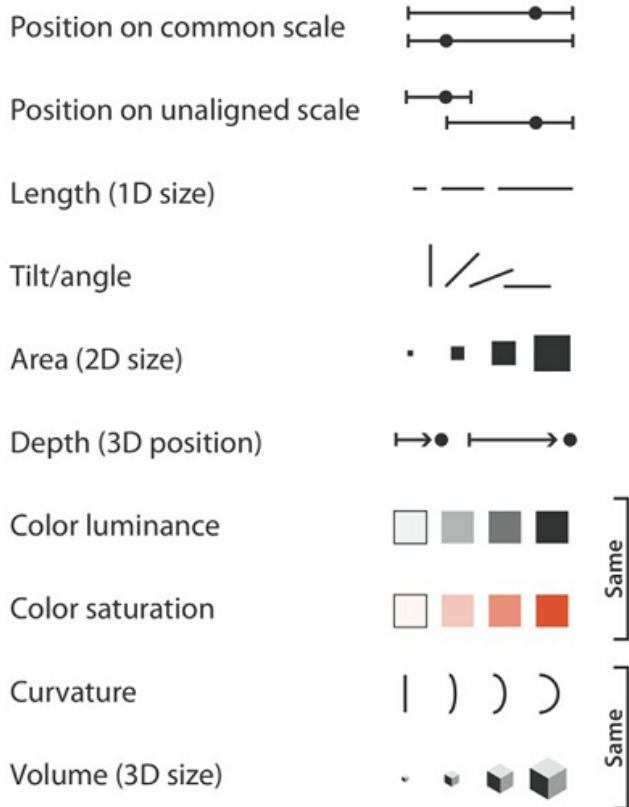 Position on common scale
Position on unaligned scale
Length (1D size)
Tilt/angle
Area (2D size)
Depth (3D position)
Color luminance
Color saturation
Same
Curvature
Volume (3D size)
Same